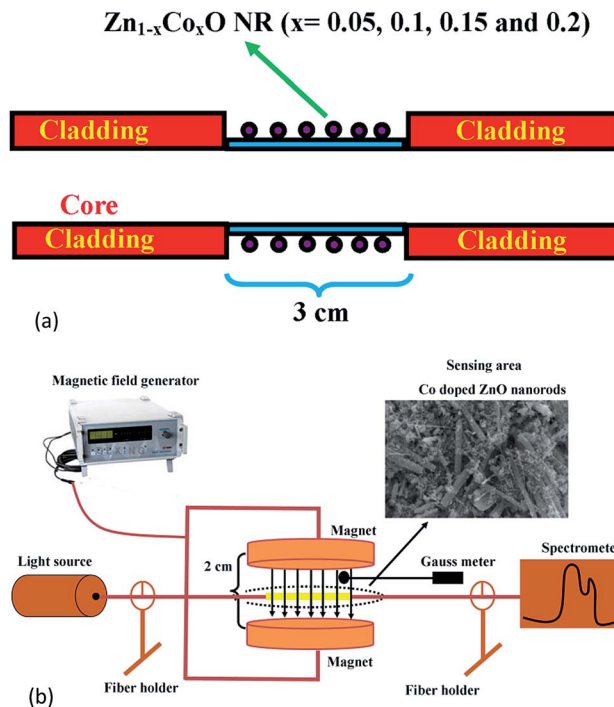 Zn1-xCoxO NR (x= 0.05, 0.1, 0.15 and 0.2)
Cladding
Cladding
Core
Cladding
Cladding
3 cm
(a)
Sensing area
Magnetic field generator
Co doped ZnO nanorods
Magnet
Light source
2 cm
Gauss meter
Spectromete
Fiber holder
Magnet
Fiber holder
(b)